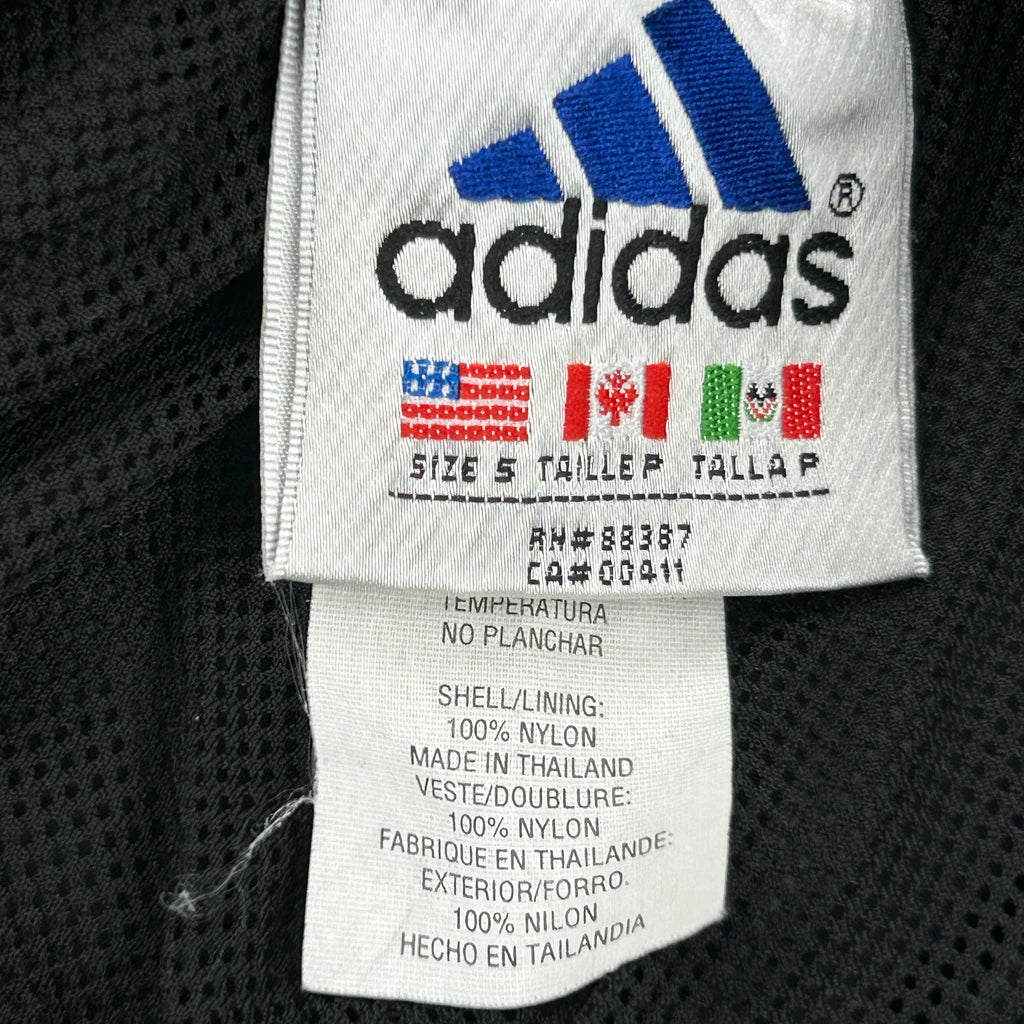 adidas®
SIZE S TAILLE P TALLA P
RN#88387
CA#00411
TEMPERATURA
NO PLANCHAR
SHELL/LINING:
100% NYLON
MADE IN THAILAND
VESTE/DOUBLURE:
100% NYLON
FABRIQUE EN THAILANDE:
EXTERIOR/FORRO.
100% NILON
HECHO EN TAILANDIA